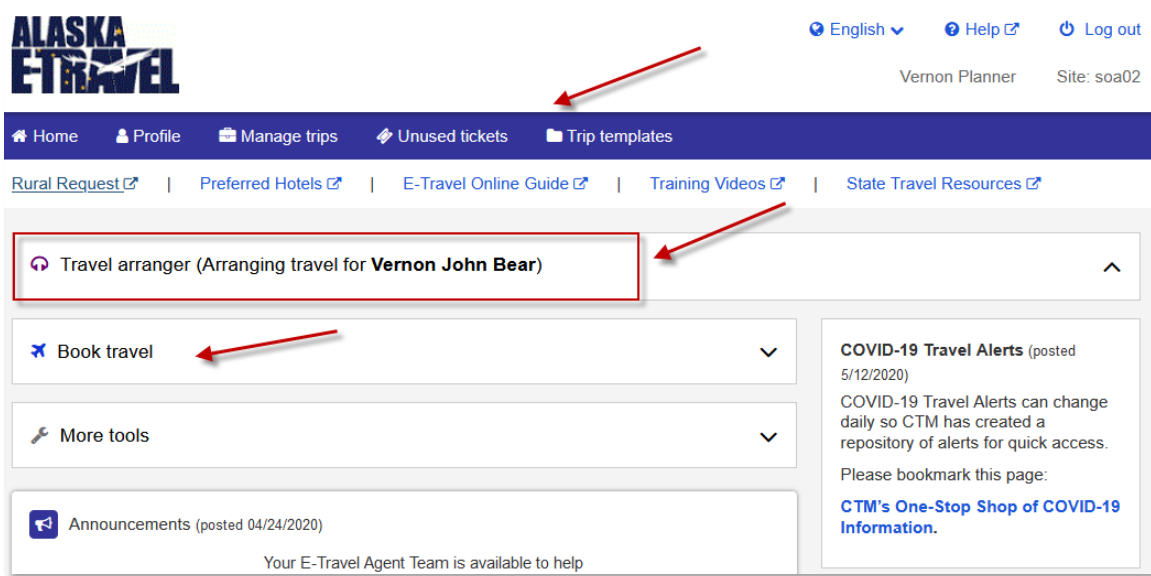 ALASKA
E-TRAVEL
English
Help
Log out
Vernon Planner
Site: soa02
Home
Profile
Manage trips
Unused tickets
Trip templates
Rural Request | Preferred Hotels | E-Travel Online Guide | Training Videos | State Travel Resources
Travel arranger (Arranging travel for Vernon John Bear)
Book travel
More tools
Announcements (posted 04/24/2020)
Your E-Travel Agent Team is available to help
COVID-19 Travel Alerts (posted
5/12/2020)
COVID-19 Travel Alerts can change
daily so CTM has created a
repository of alerts for quick access.
Please bookmark this page:
CTM's One-Stop Shop of COVID-19
Information.